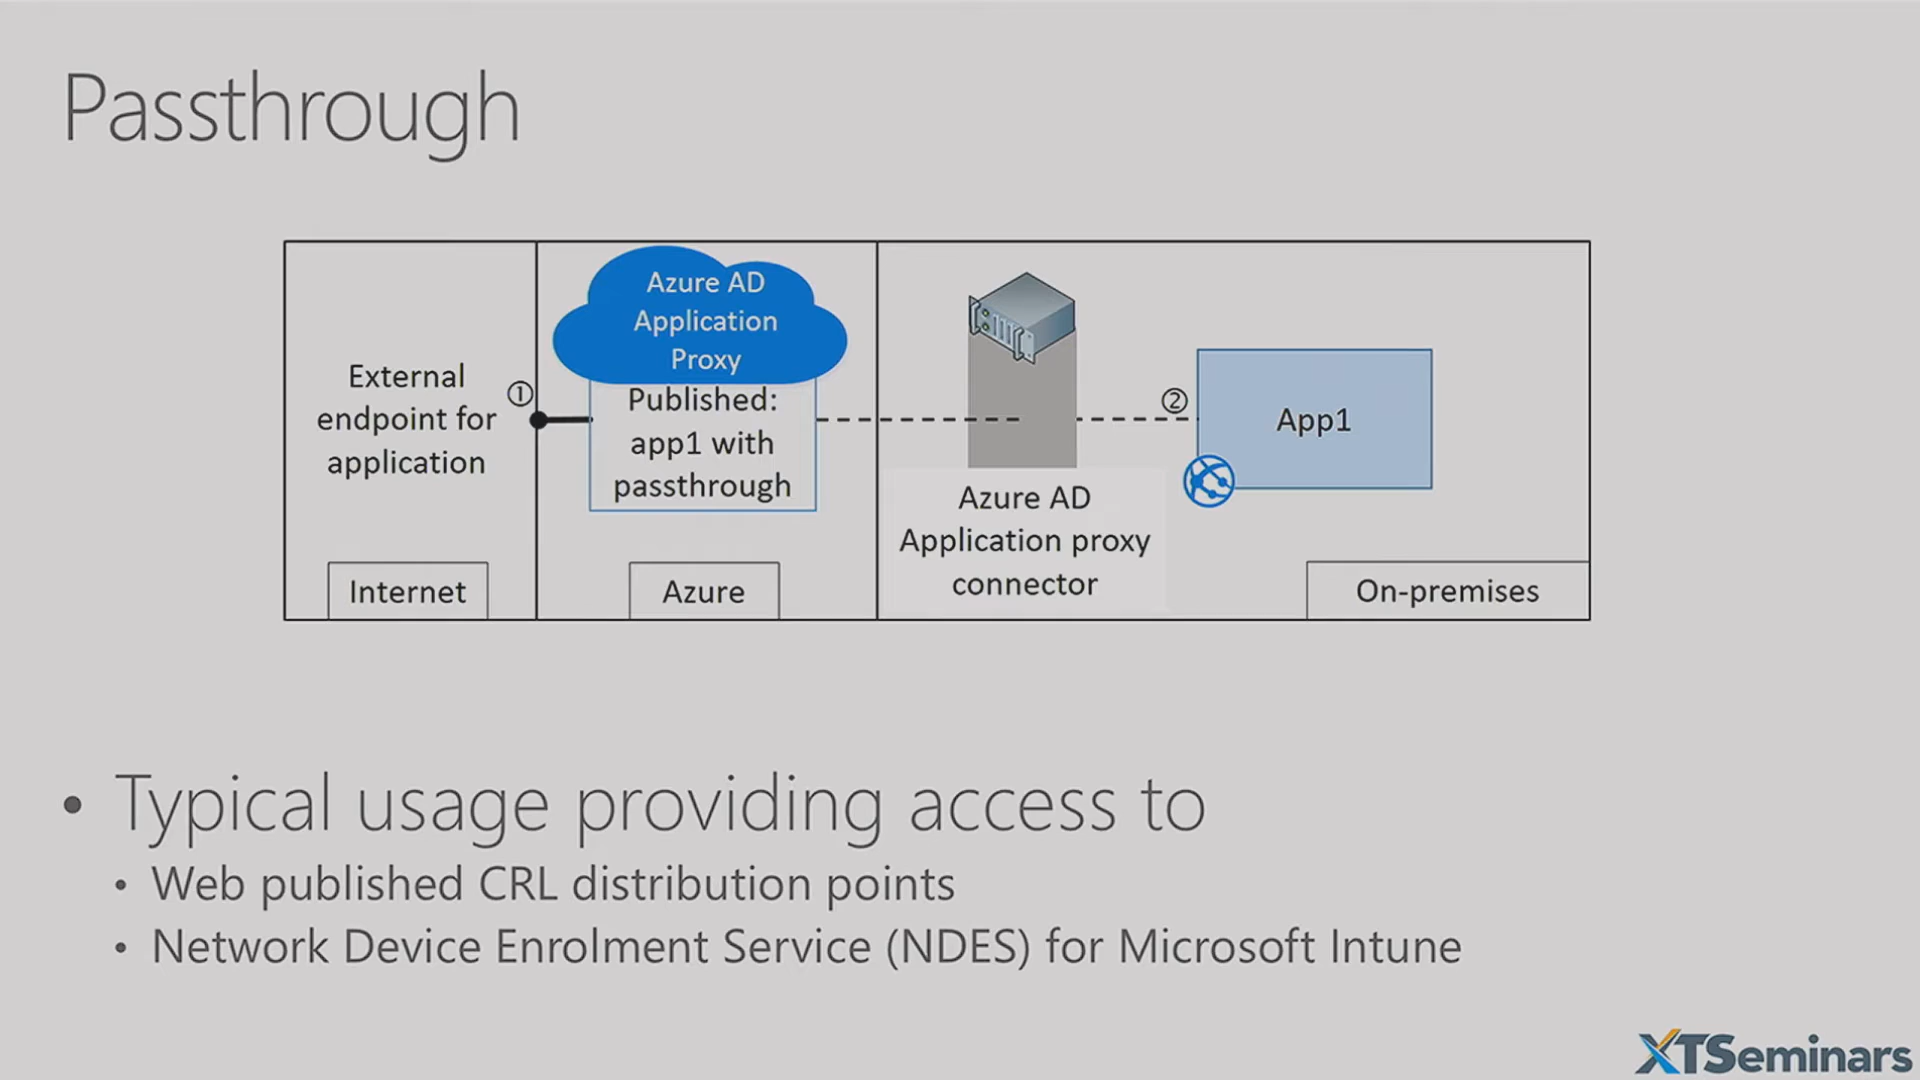 Passthrough
Azure AD
Application
Proxy
External
endpoint for
application
①
Published:
app1 with
passthrough
②
App1
Azure AD
Application proxy
connector
Internet
Azure
On-premises
• Typical usage providing access to
• Web published CRL distribution points
• Network Device Enrolment Service (NDES) for Microsoft Intune
XTSeminars